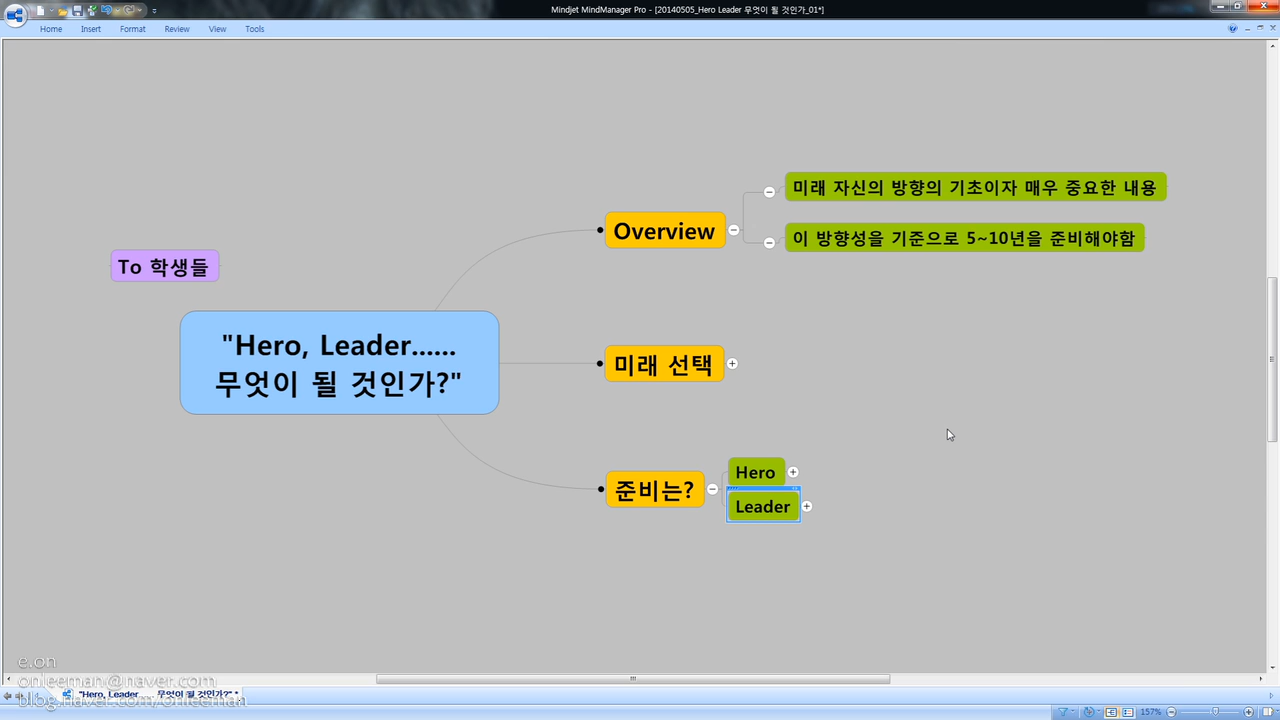 Mindjet MindManager Pro - [20140505_Hero Leader 무엇이 될 것인가_01*]
Home Insert Format Review View Tools
미래 자신의 방향의 기초이자 매우 중요한 내용
Overview
이 방향성을 기준으로 5~10년을 준비해야함
To 학생들
"Hero, Leader......
무엇이 될 것인가?"
미래 선택
준비는?
Hero
Leader
e.on
onleeman@naver.com
blog.naver.com/onleeman
"Hero, Leader...... 무엇이 될 것인가?" *
157%